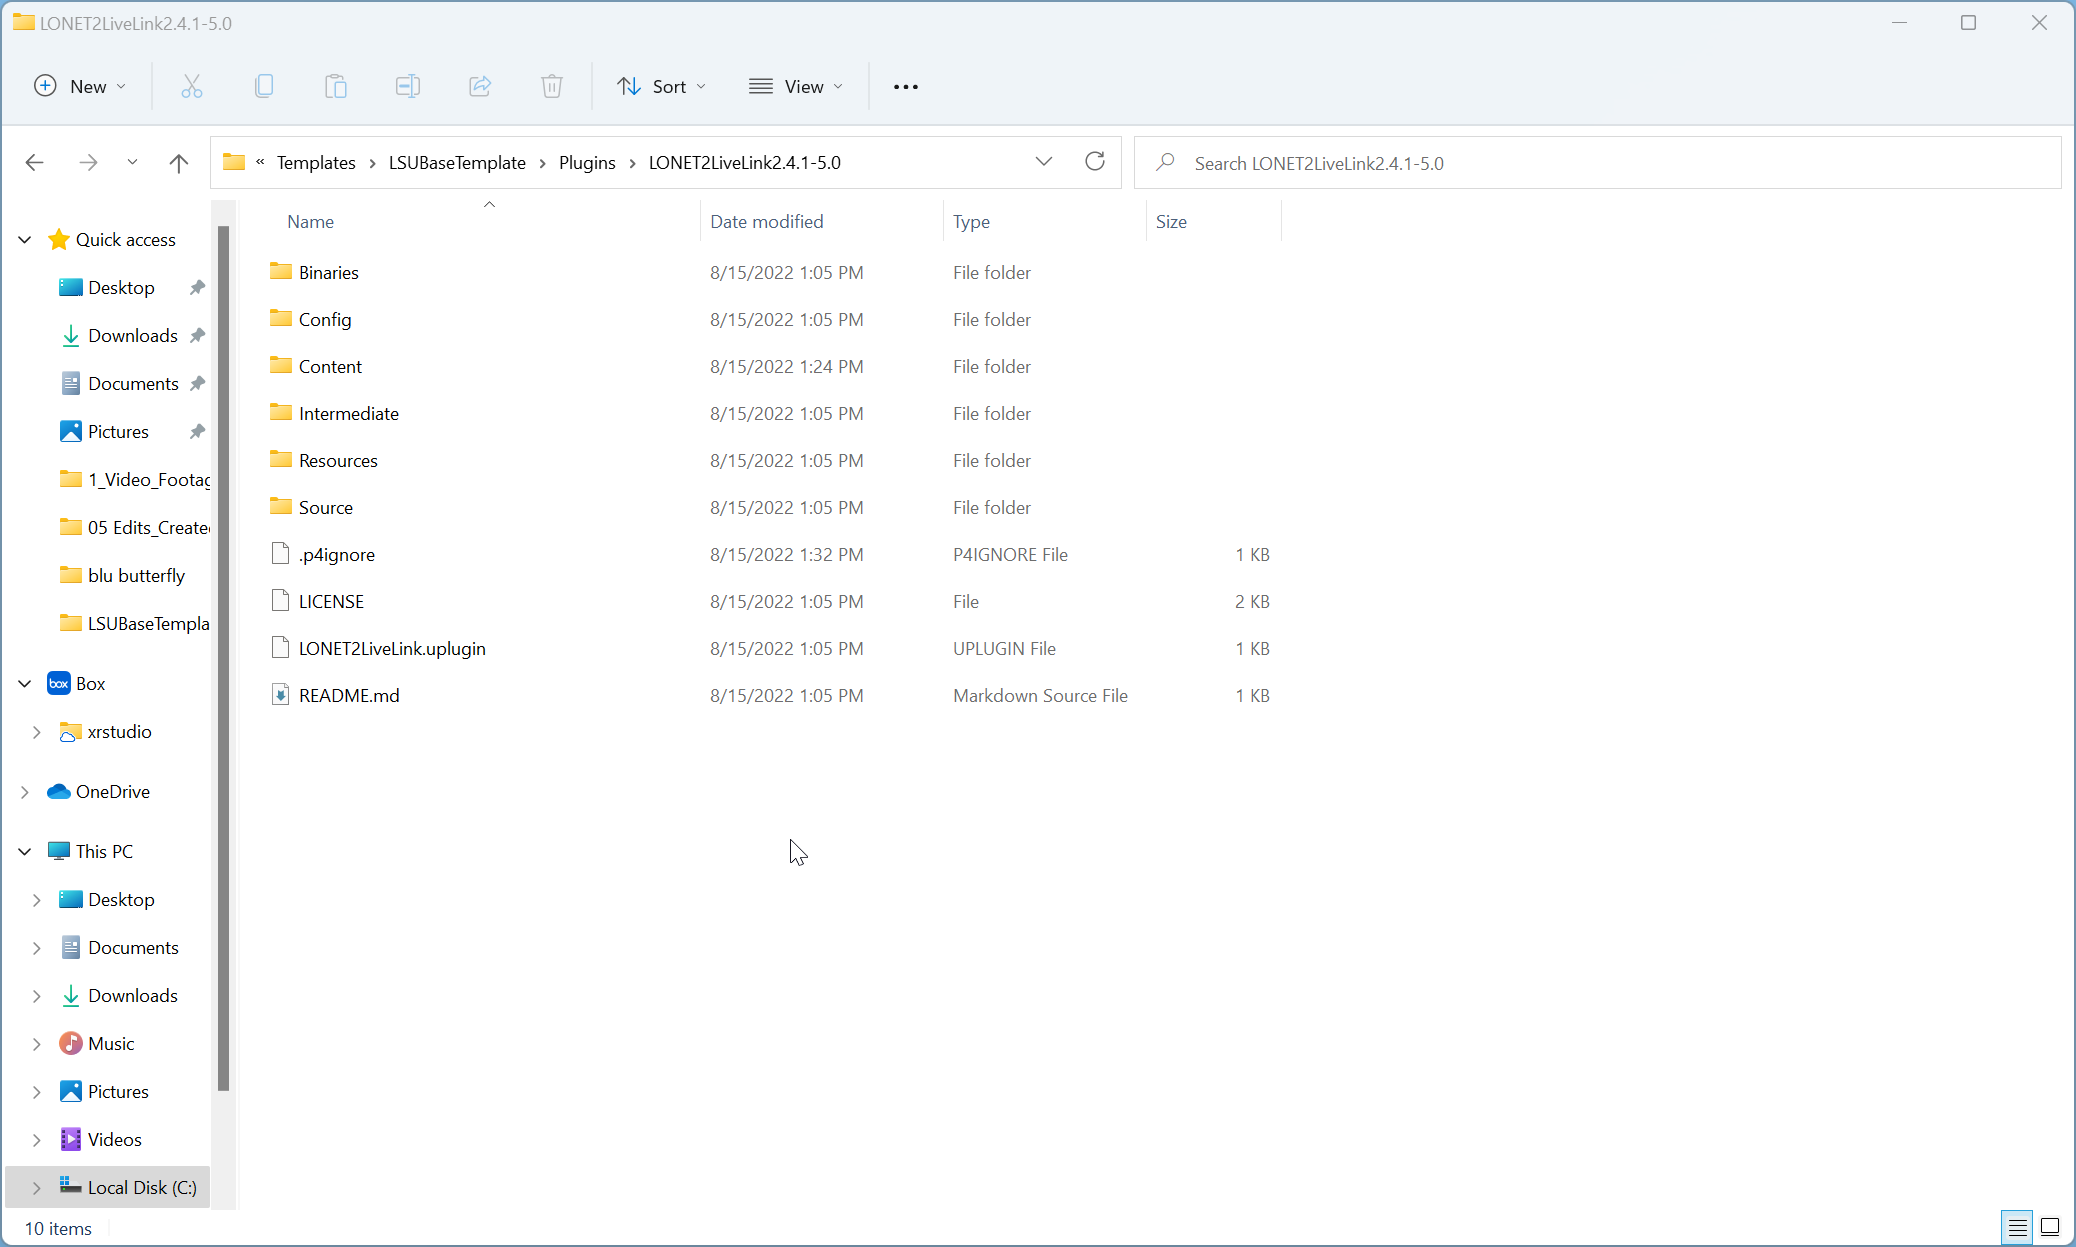 LONET2LiveLink2.4.1-5.0
New Sort View
« Templates > LSUBaseTemplate > Plugins > LONET2LiveLink2.4.1-5.0 Search LONET2LiveLink2.4.1-5.0
Name Date modified Type Size
Binaries 8/15/2022 1:05 PM File folder
Config 8/15/2022 1:05 PM File folder
Content 8/15/2022 1:24 PM File folder
Intermediate 8/15/2022 1:05 PM File folder
Resources 8/15/2022 1:05 PM File folder
Source 8/15/2022 1:05 PM File folder
.p4ignore 8/15/2022 1:32 PM P4IGNORE File 1 KB
LICENSE 8/15/2022 1:05 PM File 2 KB
LONET2LiveLink.uplugin 8/15/2022 1:05 PM UPLUGIN File 1 KB
README.md 8/15/2022 1:05 PM Markdown Source File 1 KB
Quick access
Desktop
Downloads
Documents
Pictures
1_Video_Footag
05 Edits_Create
blu butterfly
LSUBaseTempla
box Box
xrstudio
OneDrive
This PC
Desktop
Documents
Downloads
Music
Pictures
Videos
Local Disk (C:)
10 items